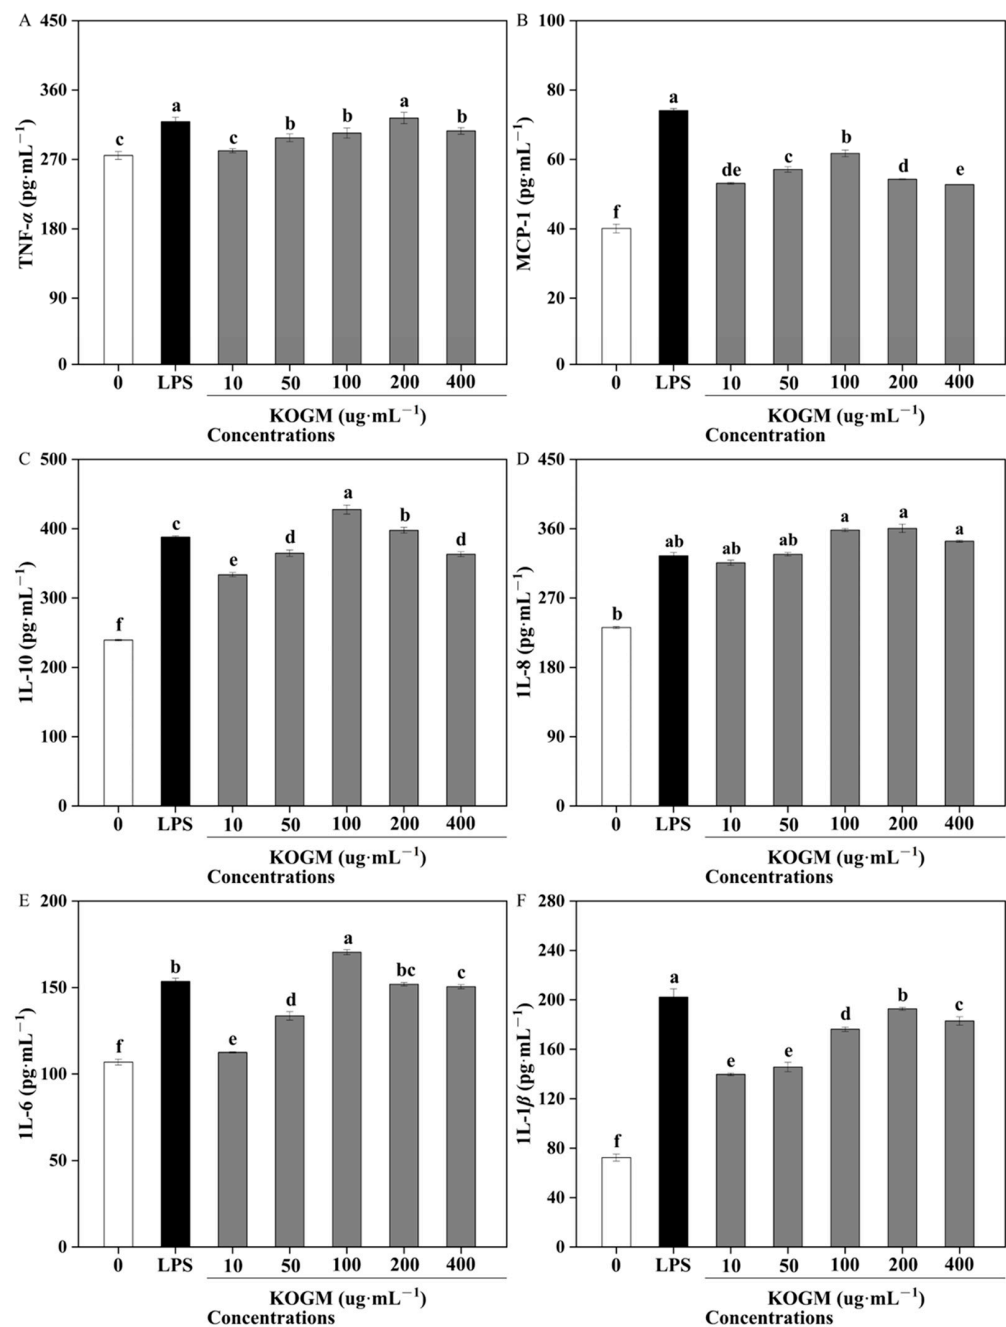 A
TNF-α (pg·mL⁻¹)
450
360
270
180
90
0
c
a
c
b
b
a
b
0 LPS 10 50 100 200 400
KOGM (ug·mL⁻¹)
Concentrations
B
MCP-1 (pg·mL⁻¹)
100
80
60
40
20
0
f
a
de
c
b
d
e
0 LPS 10 50 100 200 400
KOGM (ug·mL⁻¹)
Concentration
C
1L-10 (pg·mL⁻¹)
500
400
300
200
100
0
f
c
e
d
a
b
d
0 LPS 10 50 100 200 400
KOGM (ug·mL⁻¹)
Concentrations
D
1L-8 (pg·mL⁻¹)
450
360
270
180
90
0
b
ab
ab
ab
a
a
a
0 LPS 10 50 100 200 400
KOGM (ug·mL⁻¹)
Concentrations
E
1L-6 (pg·mL⁻¹)
200
150
100
50
0
f
b
e
d
a
bc
c
0 LPS 10 50 100 200 400
KOGM (ug·mL⁻¹)
Concentrations
F
1L-1β (pg·mL⁻¹)
280
240
200
160
120
80
40
0
f
a
e
e
d
b
c
0 LPS 10 50 100 200 400
KOGM (ug·mL⁻¹)
Concentrations